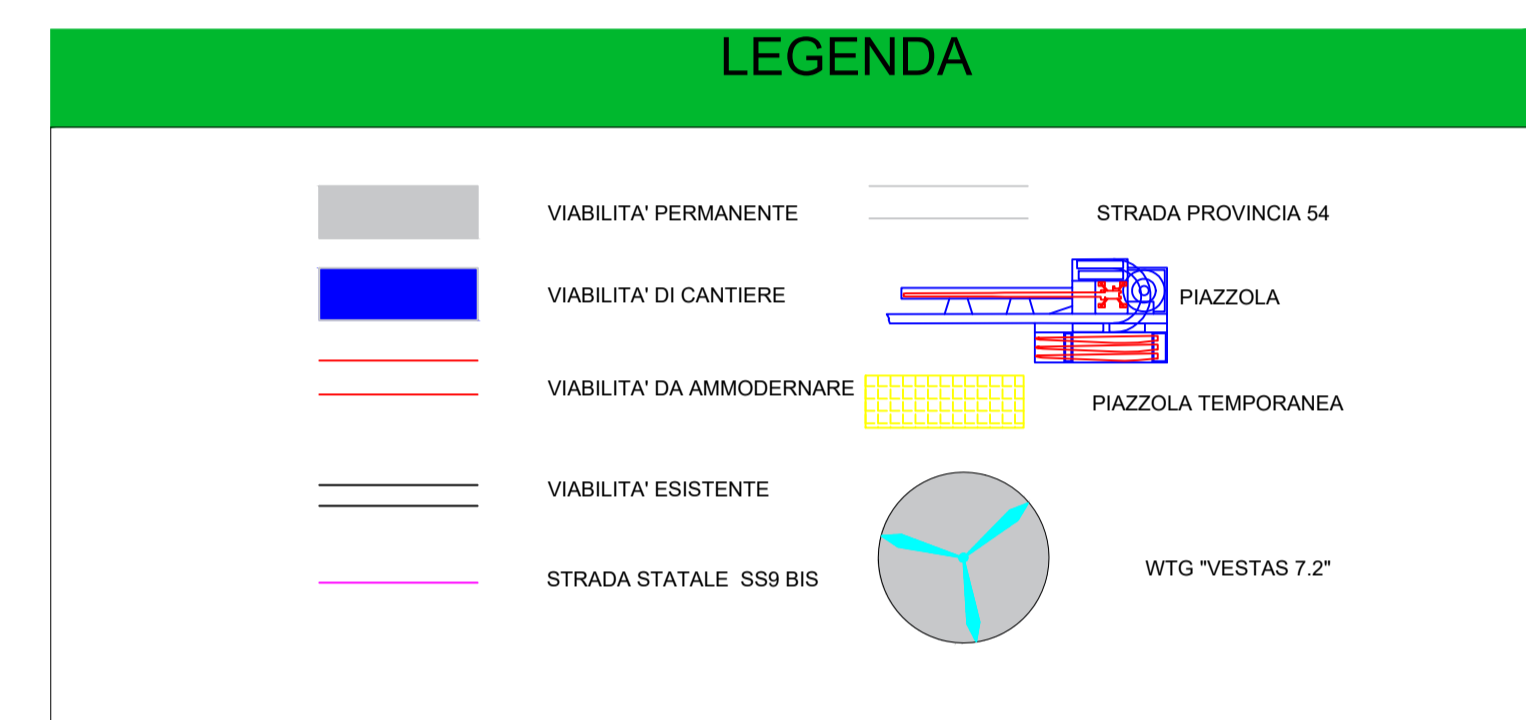 LEGENDA
VIABILITA' PERMANENTE
STRADA PROVINCIA 54
VIABILITA' DI CANTIERE
PIAZZOLA
VIABILITA' DA AMMODERNARE
PIAZZOLA TEMPORANEA
VIABILITA' ESISTENTE
WTG "VESTAS 7.2"
STRADA STATALE SS9 BIS